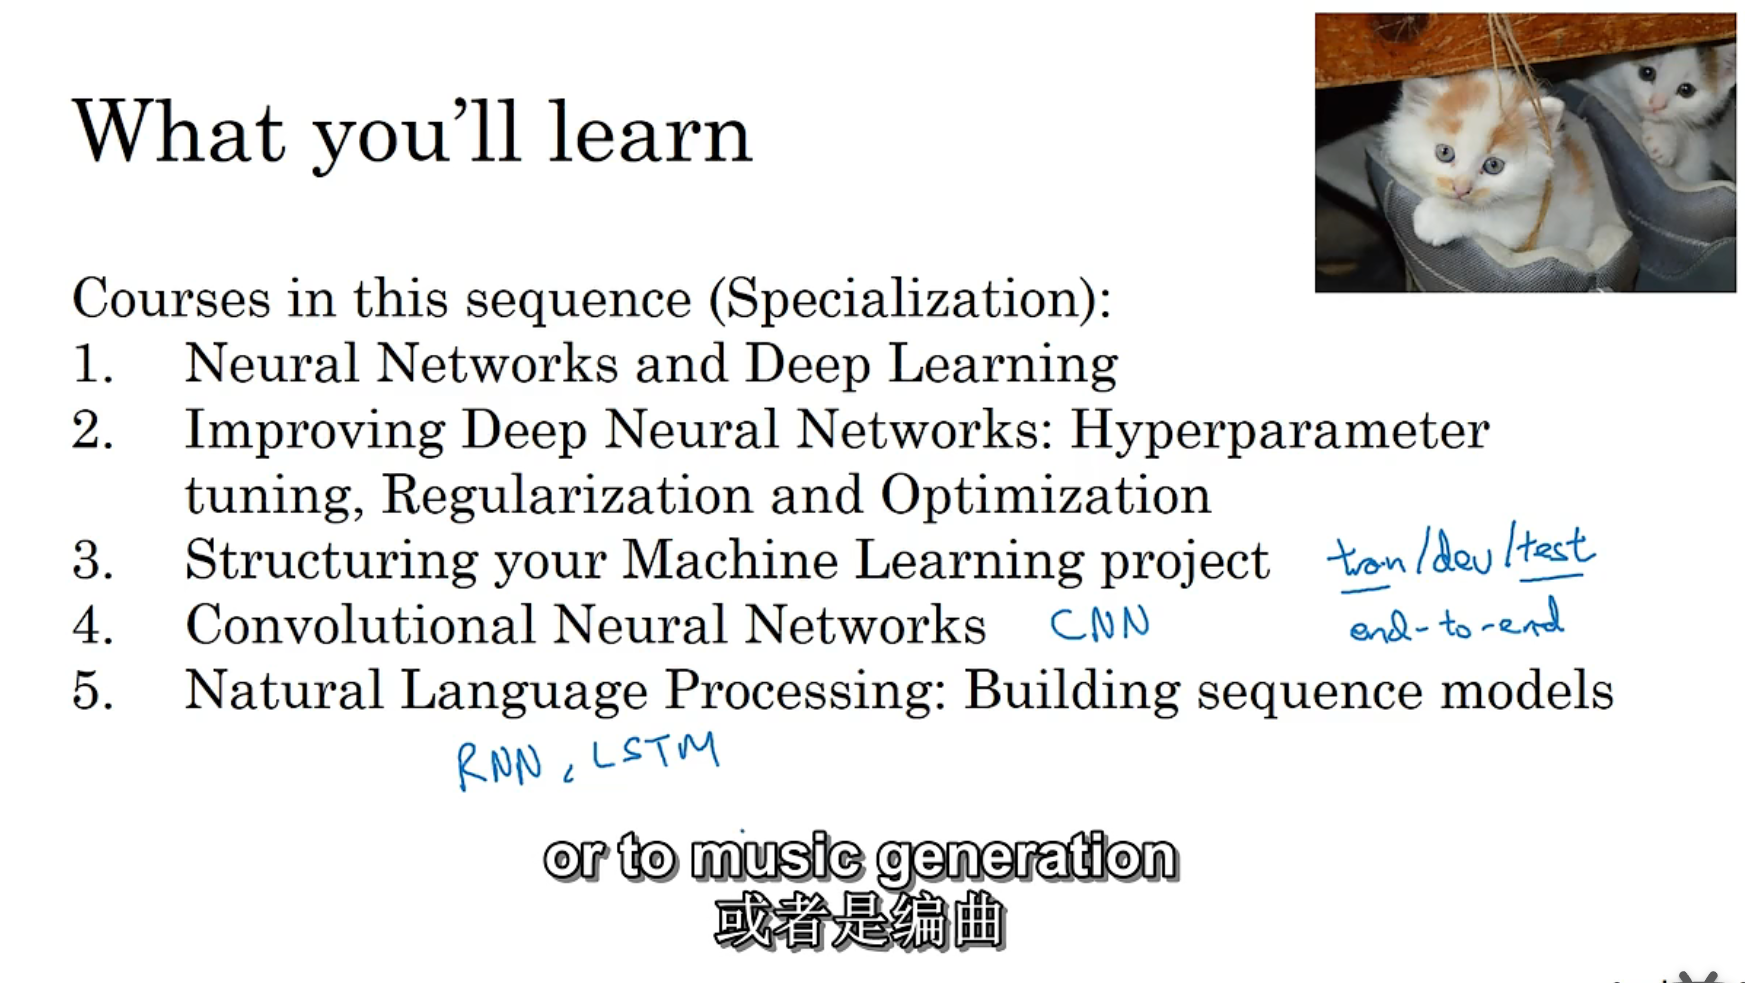 What you'll learn
Courses in this sequence (Specialization):
1. Neural Networks and Deep Learning
2. Improving Deep Neural Networks: Hyperparameter
tuning, Regularization and Optimization
3. Structuring your Machine Learning project train/dev/test
end-to-end
4. Convolutional Neural Networks CNN
5. Natural Language Processing: Building sequence models
RNN, LSTM
or to music generation
或者是编曲